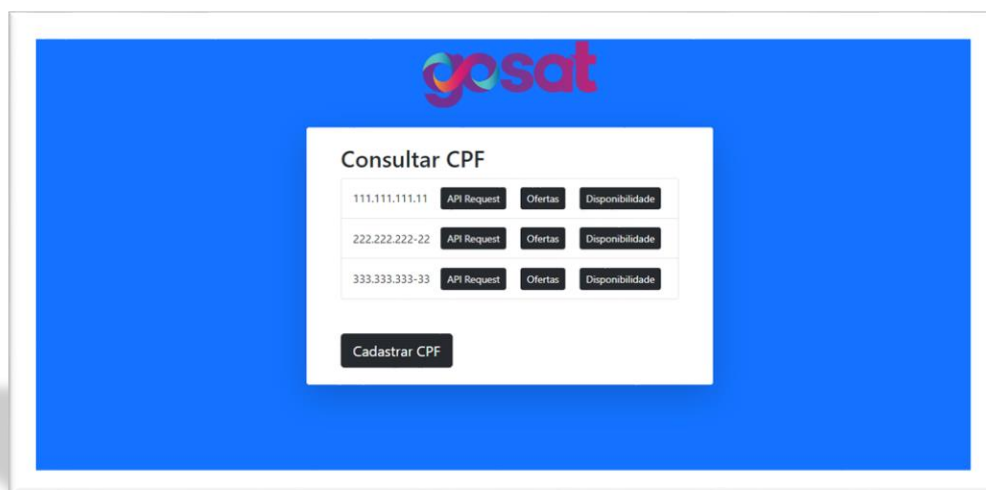 gosat
Consultar CPF
111.111.111.11 API Request Ofertas Disponibilidade
222.222.222-22 API Request Ofertas Disponibilidade
333.333.333-33 API Request Ofertas Disponibilidade
Cadastrar CPF